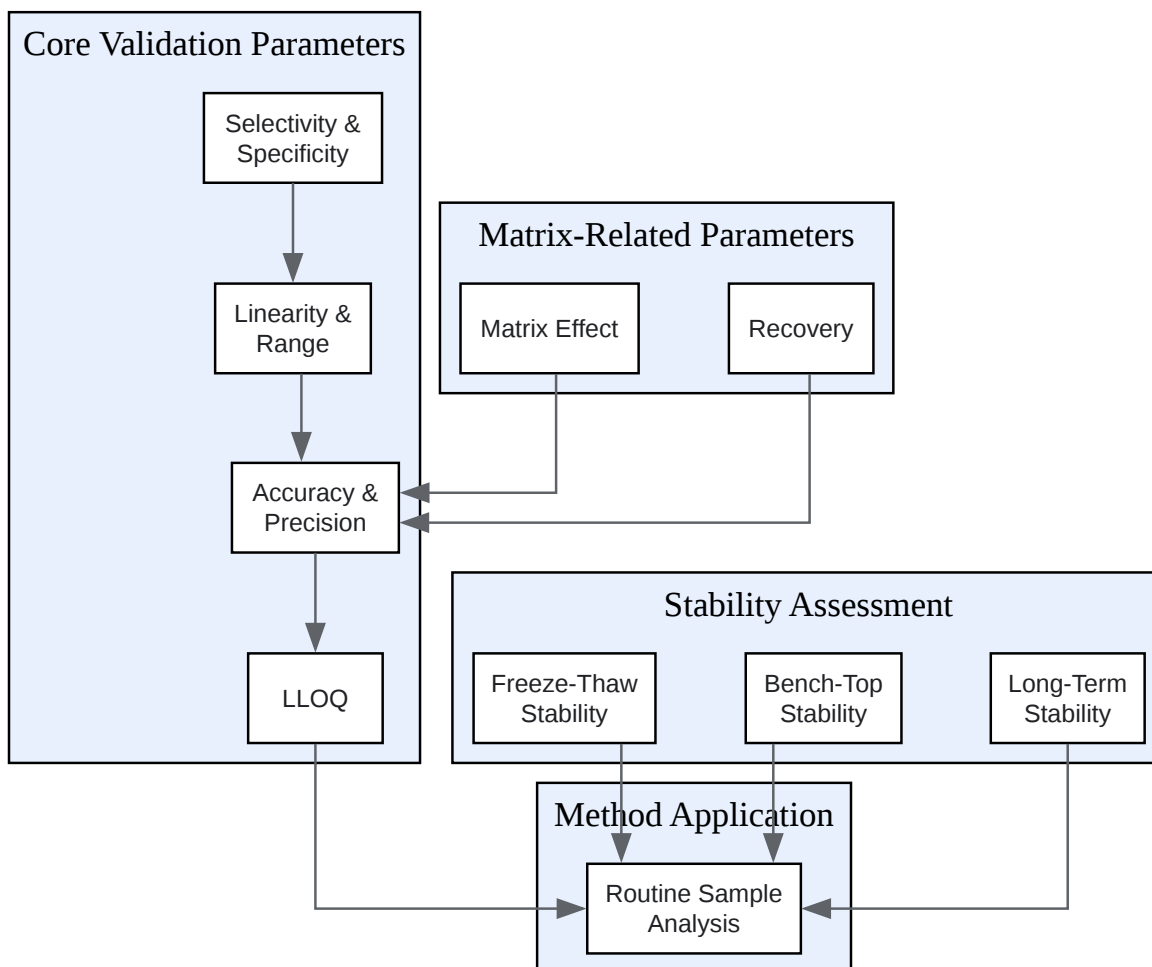 Core Validation Parameters
Selectivity &
Specificity
Linearity &
Range
Accuracy &
Precision
LLOQ
Matrix-Related Parameters
Matrix Effect
Recovery
Stability Assessment
Freeze-Thaw
Stability
Bench-Top
Stability
Long-Term
Stability
Method Application
Routine Sample
Analysis